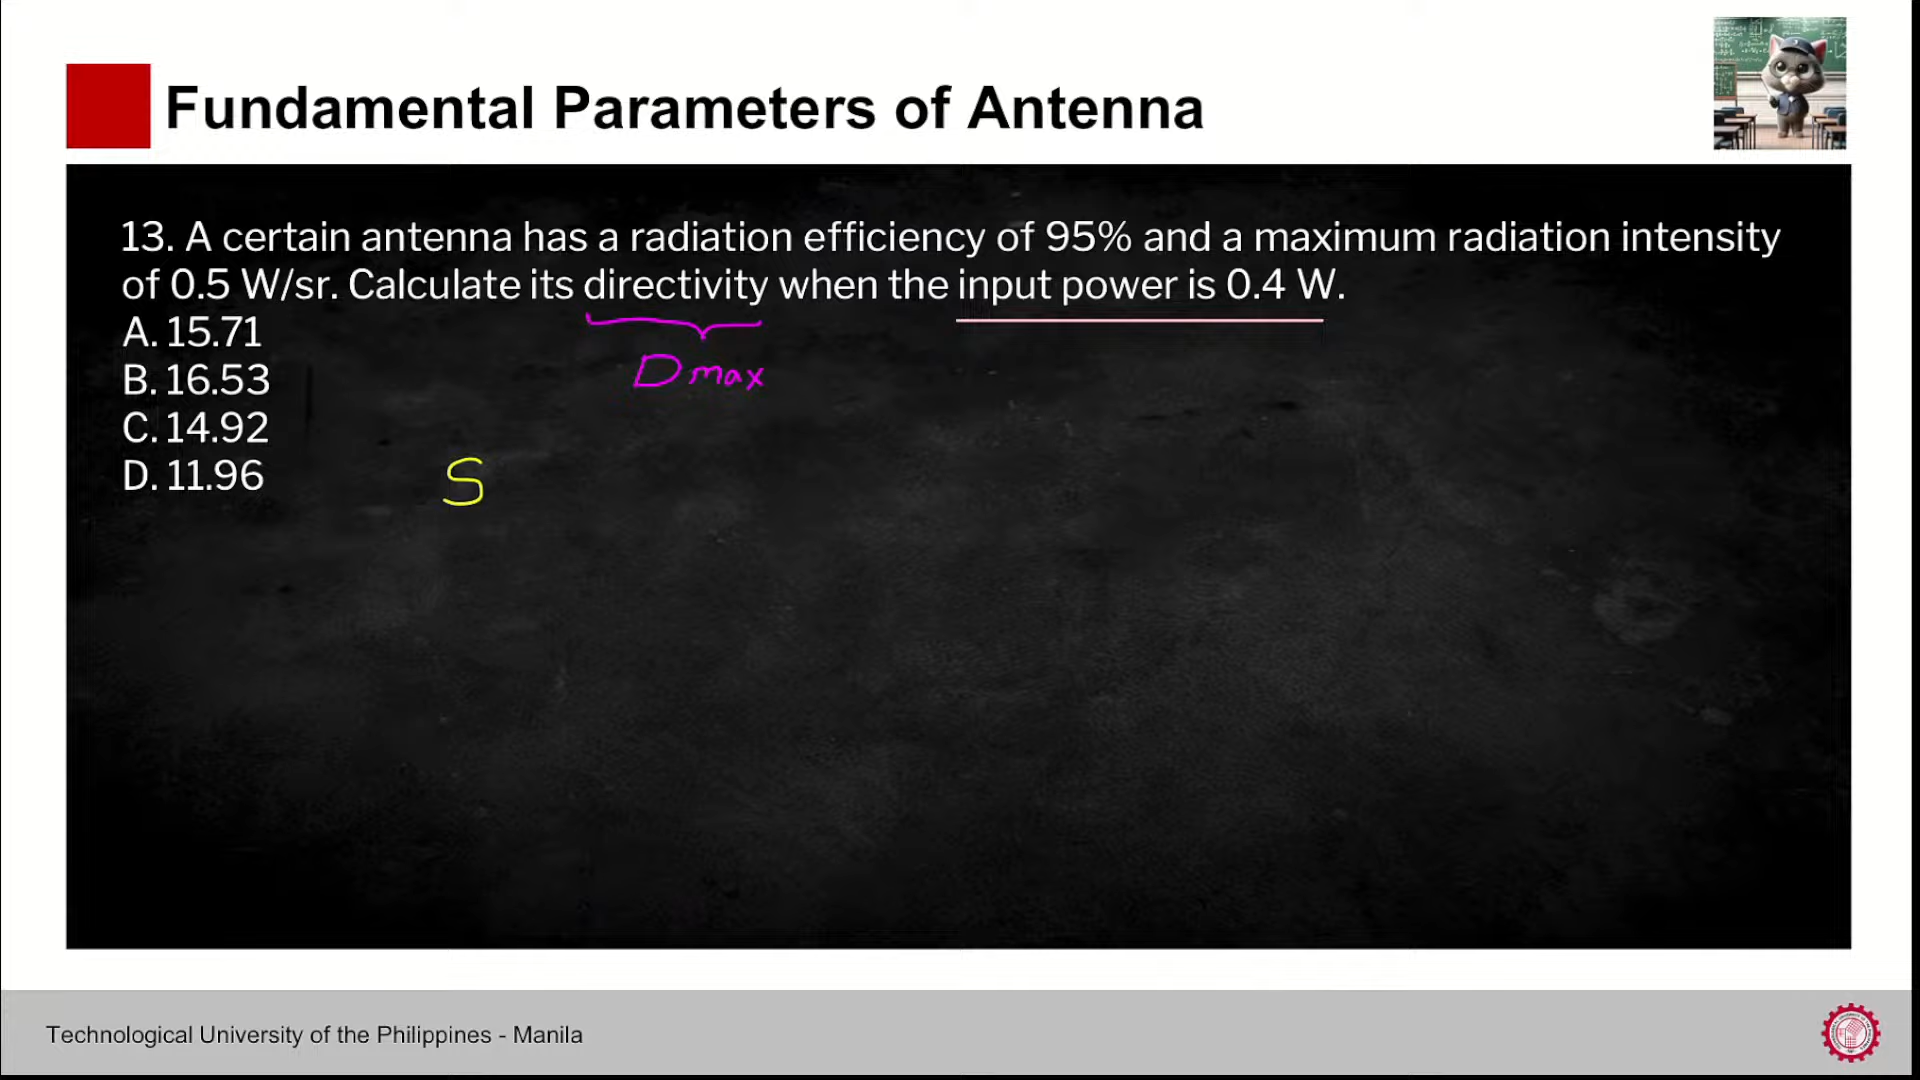 Fundamental Parameters of Antenna
13. A certain antenna has a radiation efficiency of 95% and a maximum radiation intensity
of 0.5 W/sr. Calculate its directivity when the input power is 0.4 W.
A. 15.71
B. 16.53
C. 14.92
D. 11.96
Dmax
S
Technological University of the Philippines - Manila